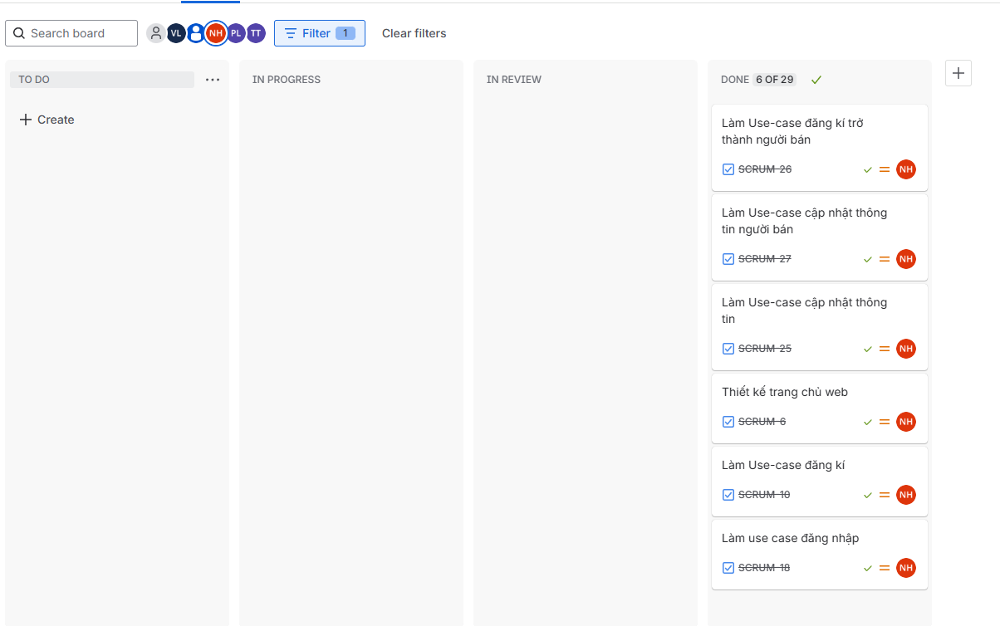 Search board
VL
NH
PL
TT
Filter 1
Clear filters
TO DO
Create
IN PROGRESS
IN REVIEW
DONE 6 OF 29
Làm Use-case đăng kí trở
thành người bán
SCRUM-26
NH
Làm Use-case cập nhật thông
tin người bán
SCRUM-27
NH
Làm Use-case cập nhật thông
tin
SCRUM-25
NH
Thiết kế trang chủ web
SCRUM-6
NH
Làm Use-case đăng kí
SCRUM-10
NH
Làm use case đăng nhập
SCRUM-18
NH